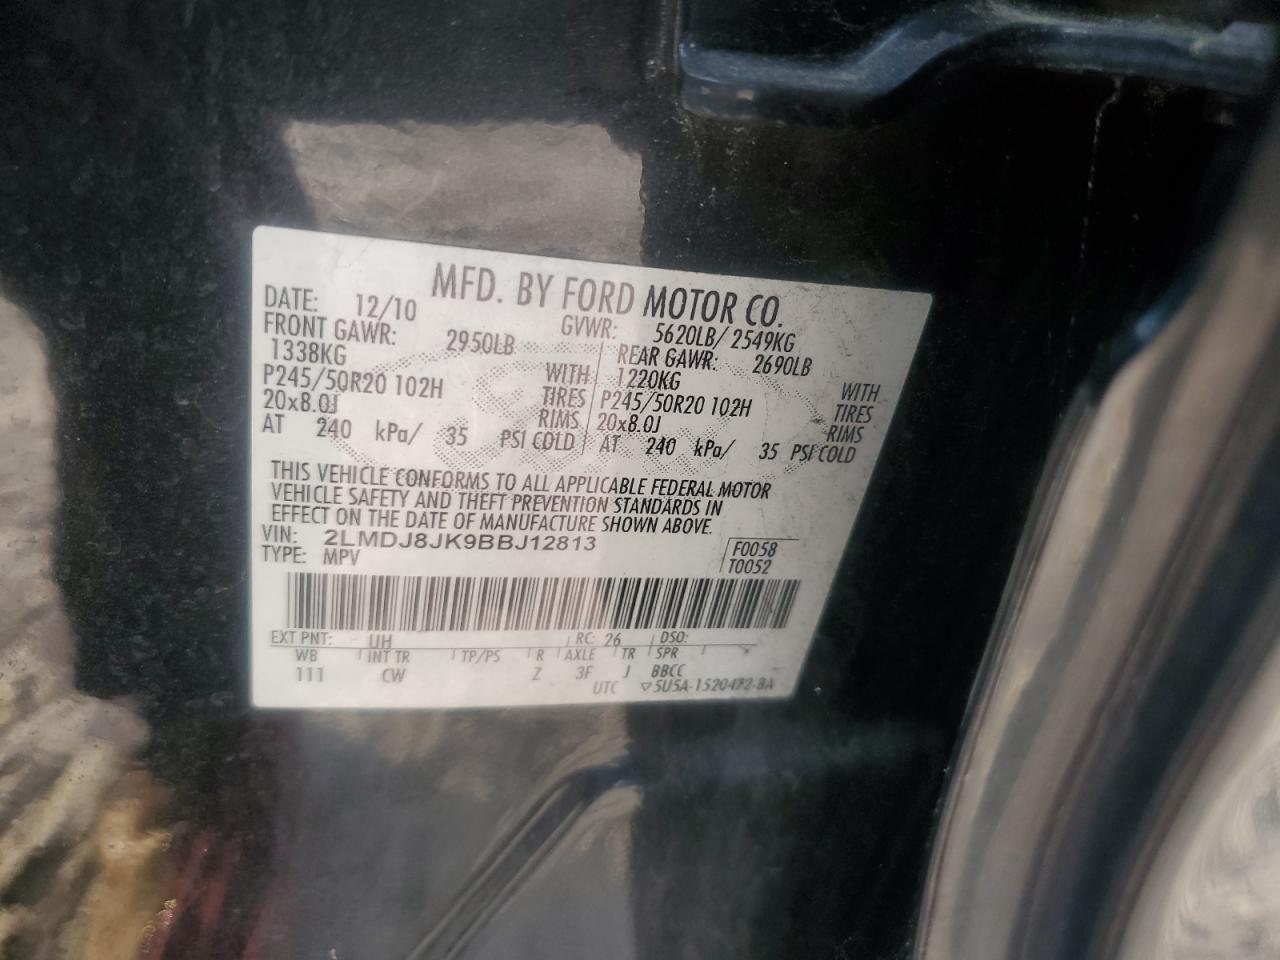 MFD. BY FORD MOTOR CO.
DATE: 12/10 GVWR: 5620LB/ 2549KG
FRONT GAWR: 2950LB REAR GAWR: 2690LB
1338KG WITH 1220KG WITH
P245/50R20 102H TIRES P245/50R20 102H TIRES
20x8.0J RIMS 20x8.0J RIMS
AT 240 kPa/ 35 PSI COLD AT 240 kPa/ 35 PSI COLD
THIS VEHICLE CONFORMS TO ALL APPLICABLE FEDERAL MOTOR
VEHICLE SAFETY AND THEFT PREVENTION STANDARDS IN
EFFECT ON THE DATE OF MANUFACTURE SHOWN ABOVE.
VIN: 2LMDJ8JK9BBJ12813 F0058
TYPE: MPV T0052
EXT PNT: UH RC: 26 DSO:
WB INT TR TP/PS R AXLE TR SPR
111 CW Z 3F J BBCC
UTC ▽5U5A-1520472-BA